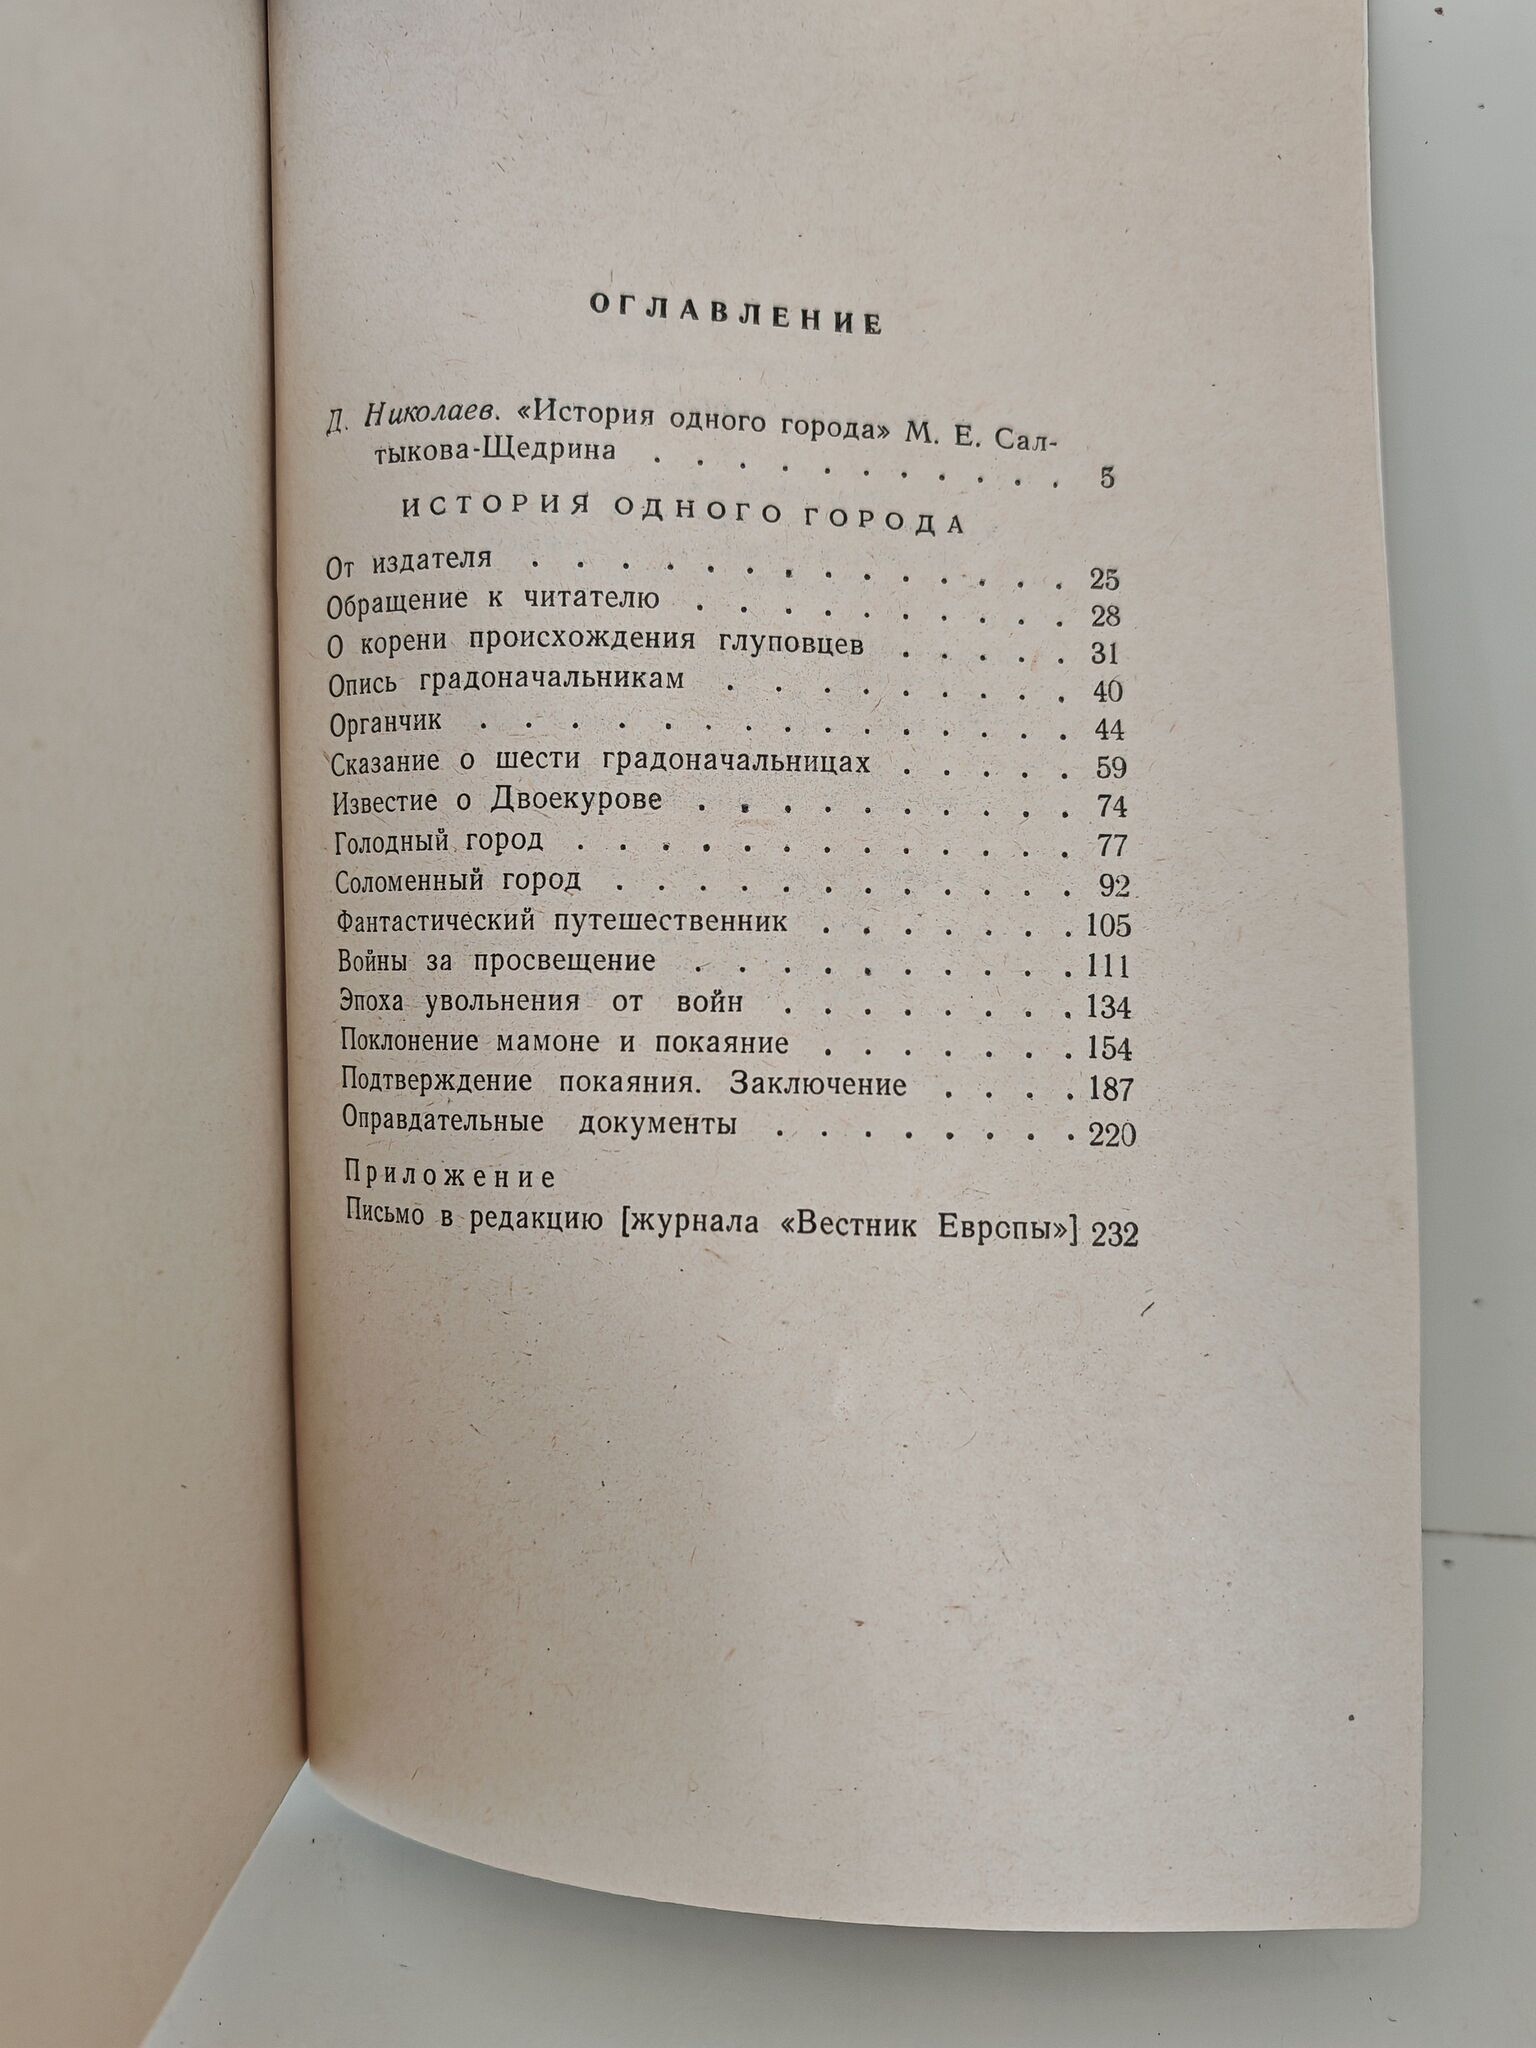 ОГЛАВЛЕНИЕ
Д. Николаев. «История одного города» М. Е. Сал-
тыкова-Щедрина . . . . . . . . . . 5
ИСТОРИЯ ОДНОГО ГОРОДА
От издателя . . . . . . . . . . . . . 25
Обращение к читателю . . . . . . . . . 28
О корени происхождения глуповцев . . . . . 31
Опись градоначальникам . . . . . . . . . 40
Органчик . . . . . . . . . . . . . . 44
Сказание о шести градоначальницах . . . . . 59
Известие о Двоекурове . . . . . . . . . . 74
Голодный город . . . . . . . . . . . . . 77
Соломенный город . . . . . . . . . . . . 92
Фантастический путешественник . . . . . . . 105
Войны за просвещение . . . . . . . . . . 111
Эпоха увольнения от войн . . . . . . . . 134
Поклонение мамоне и покаяние . . . . . . . 154
Подтверждение покаяния. Заключение . . . . 187
Оправдательные документы . . . . . . . . 220
Приложение
Письмо в редакцию [журнала «Вестник Европы»] 232